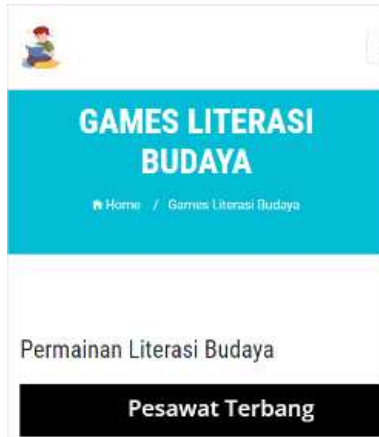 GAMES LITERASI
BUDAYA
Home / Games Literasi Budaya
Permainan Literasi Budaya
Pesawat Terbang